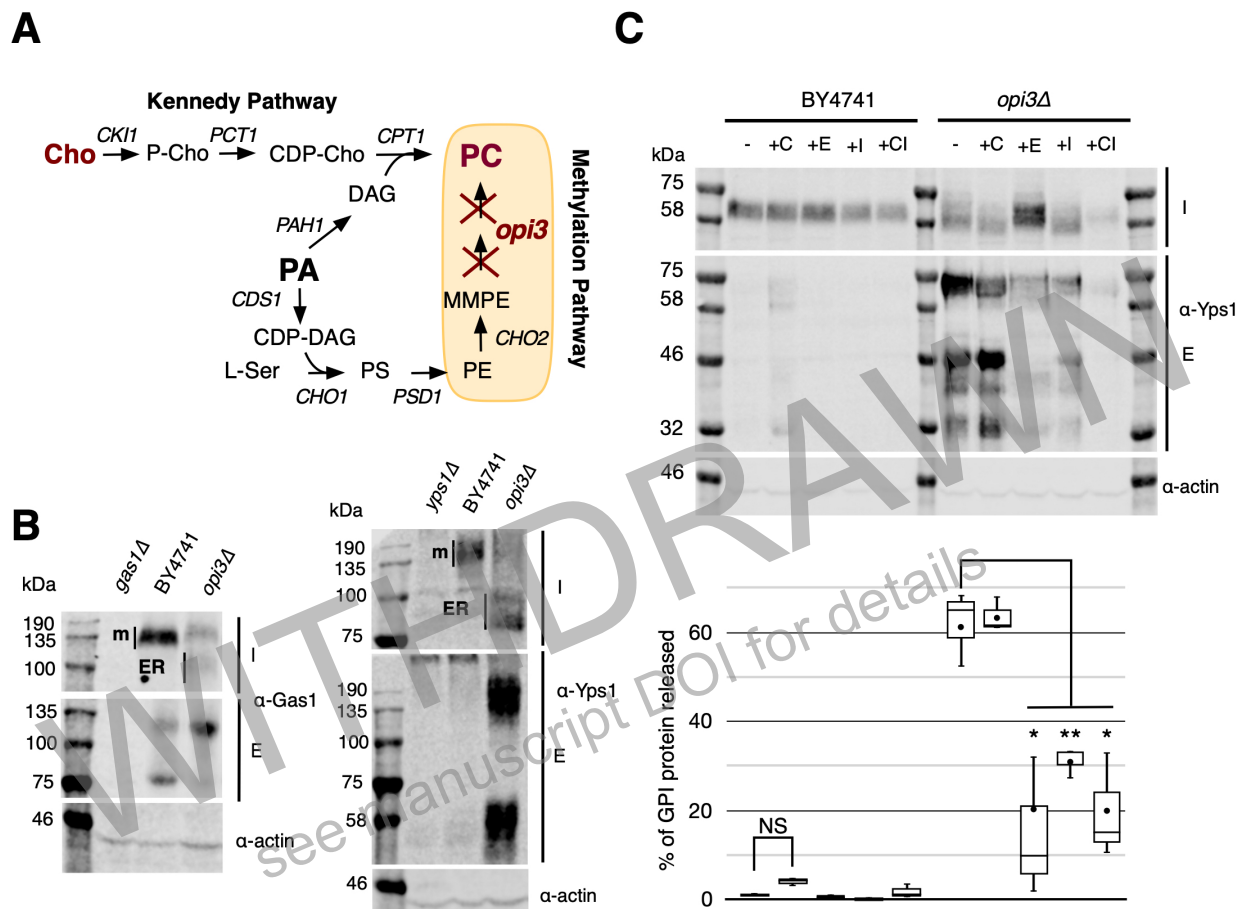 A
Kennedy Pathway
Cho CKI1 P-Cho PCT1 CDP-Cho CPT1 PC
DAG
PAH1
opi3
PA
CDS1
MMPE
CDP-DAG
CHO2
L-Ser PS PE
CHO1 PSD1
Methylation Pathway
B
gas1Δ BY4741 opi3Δ
kDa
190
135
100
m
ER
I
135
100
75
α-Gas1
E
46
α-actin
yps1Δ BY4741 opi3Δ
kDa
190
135
100
75
m
ER
I
190
135
100
75
58
α-Yps1
E
46
α-actin
C
BY4741 opi3Δ
- +C +E +I +CI - +C +E +I +CI
kDa
75
58
I
75
58
46
32
α-Yps1
E
46
α-actin
% of GPI protein released
60
40
20
0
NS
* ** *
WITHDRAWN
see manuscript DOI for details